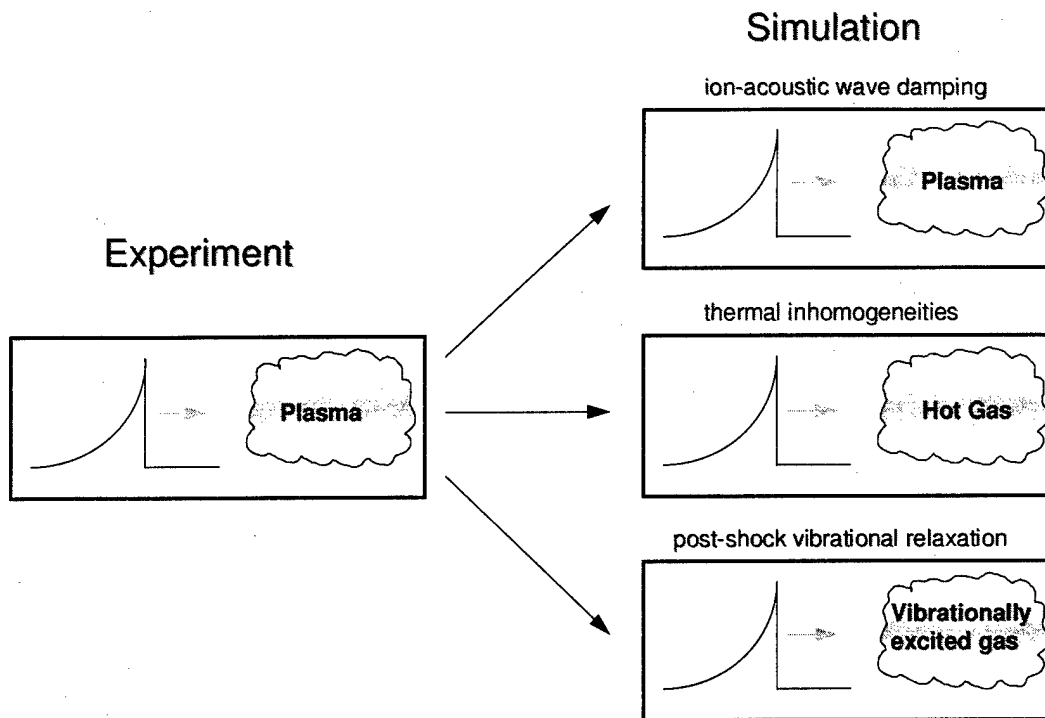 Simulation
ion-acoustic wave damping
Plasma
Experiment
Plasma
thermal inhomogeneities
Hot Gas
post-shock vibrational relaxation
Vibrationally
excited gas